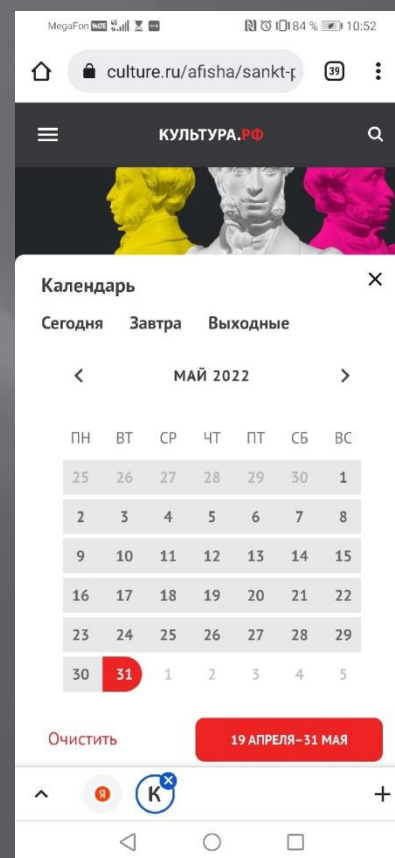 MegaFon VoLTE 84 % 10:52
culture.ru/afisha/sankt-p 39
КУЛЬТУРА.РФ
Календарь
Сегодня Завтра Выходные
МАЙ 2022
ПН ВТ СР ЧТ ПТ СБ ВС
25 26 27 28 29 30 1
2 3 4 5 6 7 8
9 10 11 12 13 14 15
16 17 18 19 20 21 22
23 24 25 26 27 28 29
30 31 1 2 3 4 5
Очистить 19 АПРЕЛЯ–31 МАЯ
Я К